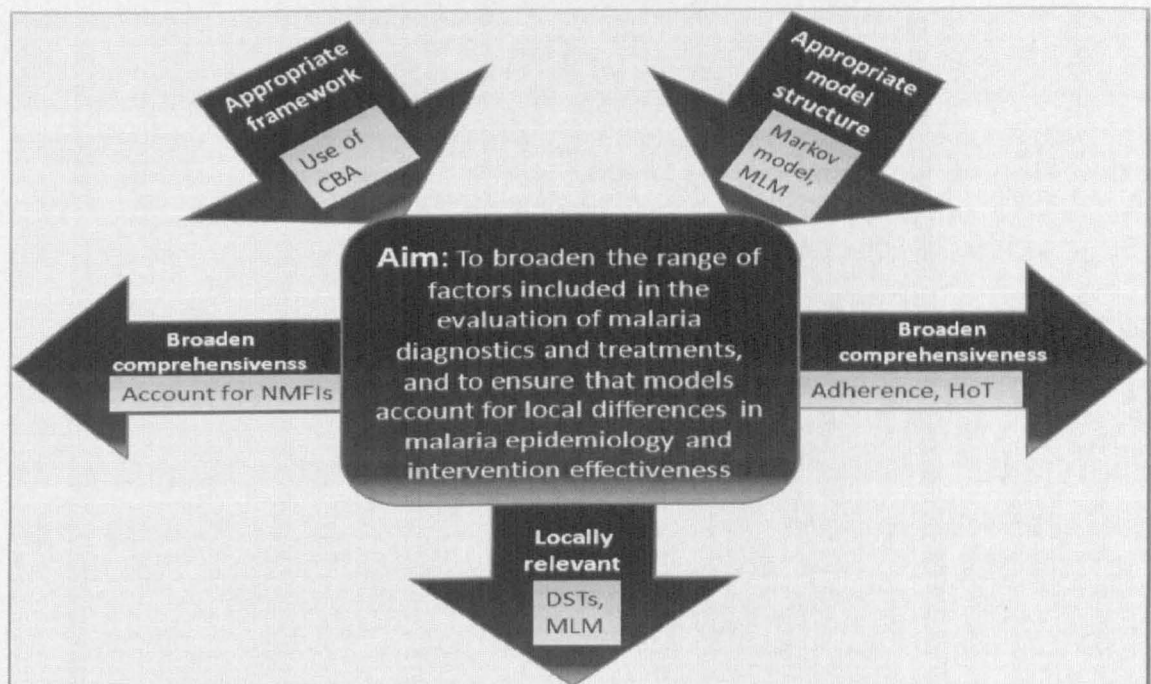 Appropriate
framework
Use of
CBA
Appropriate
model
structure
Markov
model,
MLM
Aim: To broaden the range of
factors included in the
evaluation of malaria
diagnostics and treatments,
and to ensure that models
account for local differences in
malaria epidemiology and
intervention effectiveness
Broaden
comprehensivenss
Account for NMFIs
Broaden
comprehensiveness
Adherence, HoT
Locally
relevant
DSTs,
MLM